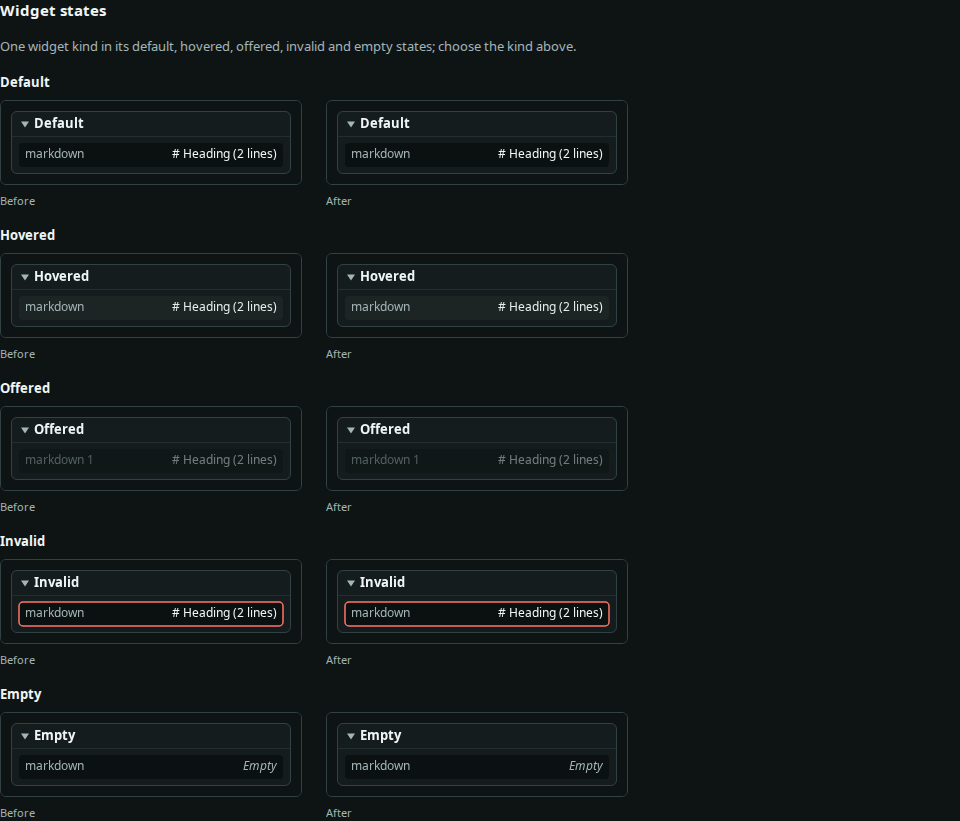 Widget states
One widget kind in its default, hovered, offered, invalid and empty states; choose the kind above.
Default
Default
markdown # Heading (2 lines)
Before
Default
markdown # Heading (2 lines)
After
Hovered
Hovered
markdown # Heading (2 lines)
Before
Hovered
markdown # Heading (2 lines)
After
Offered
Offered
markdown 1 # Heading (2 lines)
Before
Offered
markdown 1 # Heading (2 lines)
After
Invalid
Invalid
markdown # Heading (2 lines)
Before
Invalid
markdown # Heading (2 lines)
After
Empty
Empty
markdown Empty
Before
Empty
markdown Empty
After